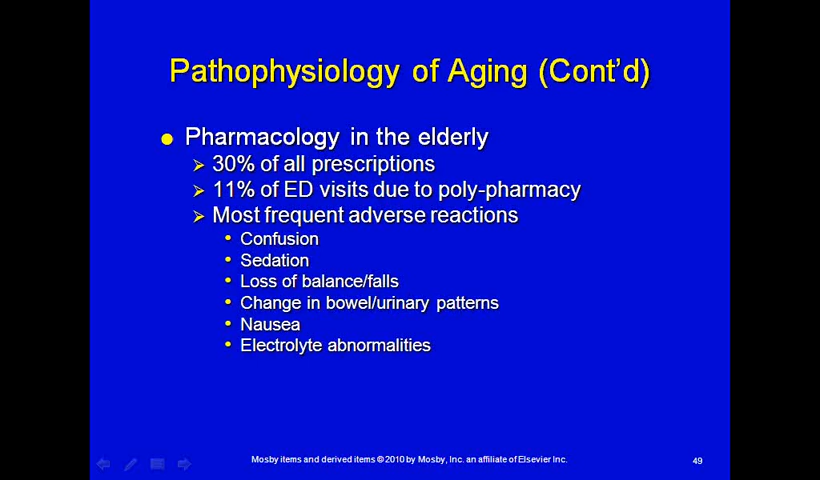 Pathophysiology of Aging (Cont'd)
Pharmacology in the elderly
30% of all prescriptions
11% of ED visits due to poly-pharmacy
Most frequent adverse reactions
Confusion
Sedation
Loss of balance/falls
Change in bowel/urinary patterns
Nausea
Electrolyte abnormalities
Mosby items and derived items © 2010 by Mosby, Inc. an affiliate of Elsevier Inc.
49